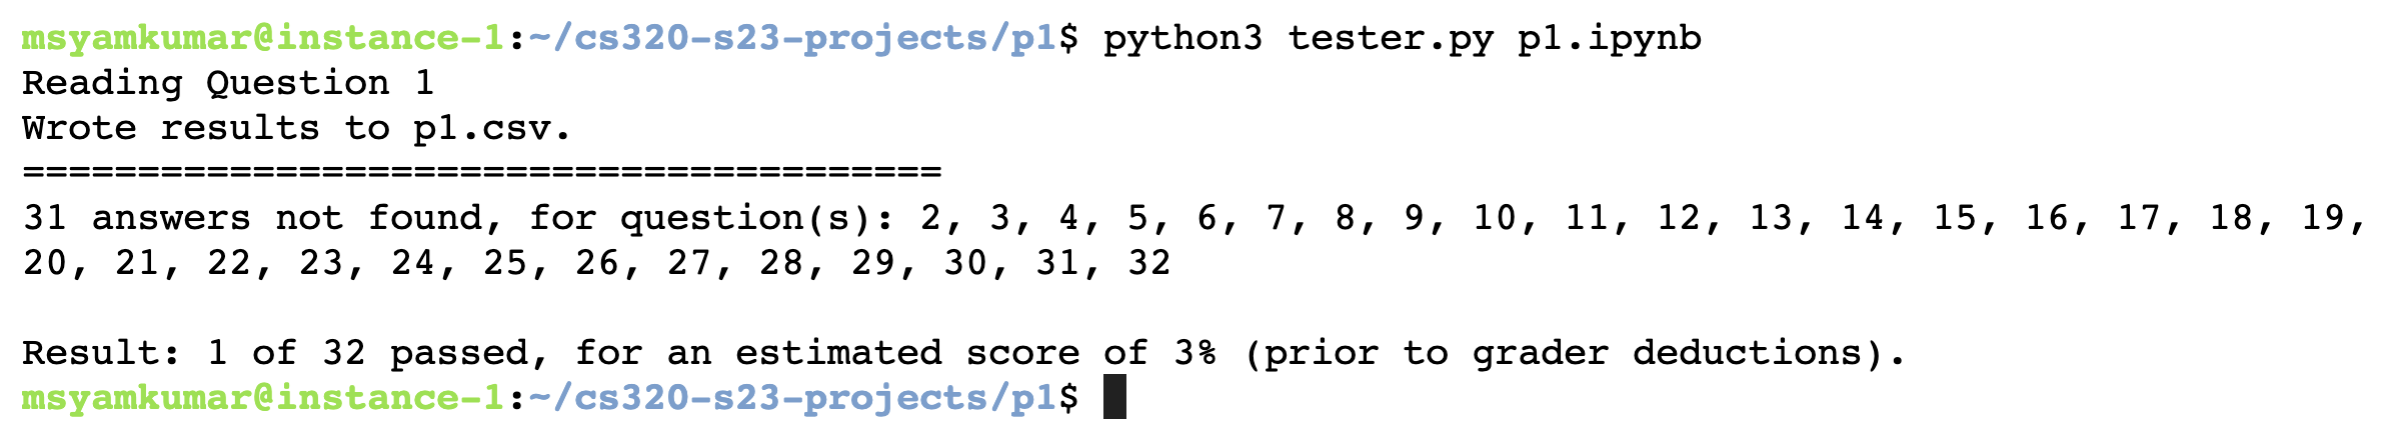 msyamkumar@instance-1:~/cs320-s23-projects/p1$ python3 tester.py p1.ipynb
Reading Question 1
Wrote results to p1.csv.
========================================
31 answers not found, for question(s): 2, 3, 4, 5, 6, 7, 8, 9, 10, 11, 12, 13, 14, 15, 16, 17, 18, 19,
20, 21, 22, 23, 24, 25, 26, 27, 28, 29, 30, 31, 32
Result: 1 of 32 passed, for an estimated score of 3% (prior to grader deductions).
msyamkumar@instance-1:~/cs320-s23-projects/p1$